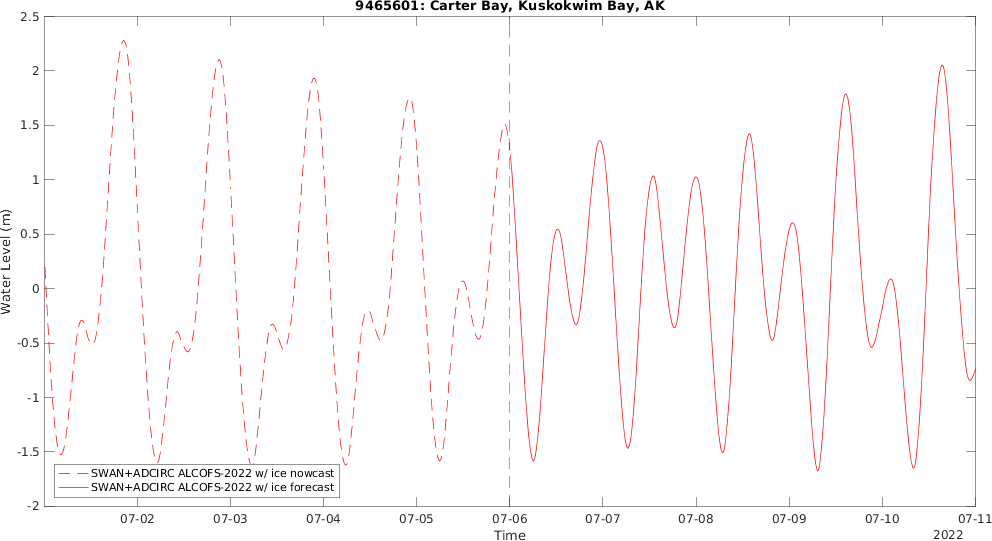 9465601: Carter Bay, Kuskokwim Bay, AK
2.5
2
1.5
1
0.5
0
-0.5
-1
-1.5
-2
Water Level (m)
SWAN+ADCIRC ALCOFS-2022 w/ ice nowcast
SWAN+ADCIRC ALCOFS-2022 w/ ice forecast
07-02 07-03 07-04 07-05 07-06 07-07 07-08 07-09 07-10 07-11
Time
2022